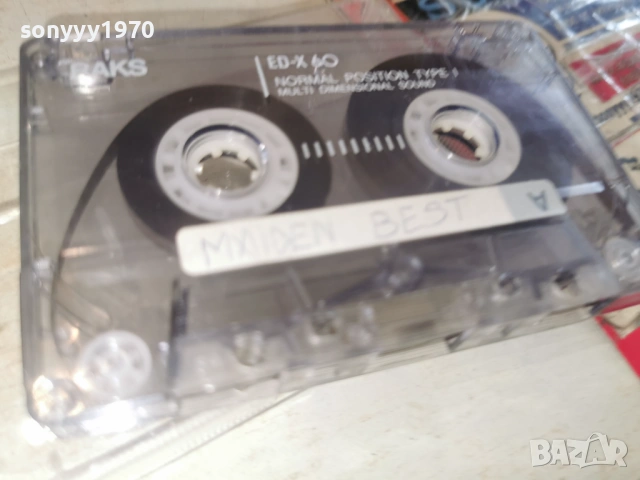 sonyyy1970
RAKS
ED-X 60
NORMAL POSITION TYPE I
MULTI DIMENSIONAL SOUND
MAIDEN BEST
A
BAZAR